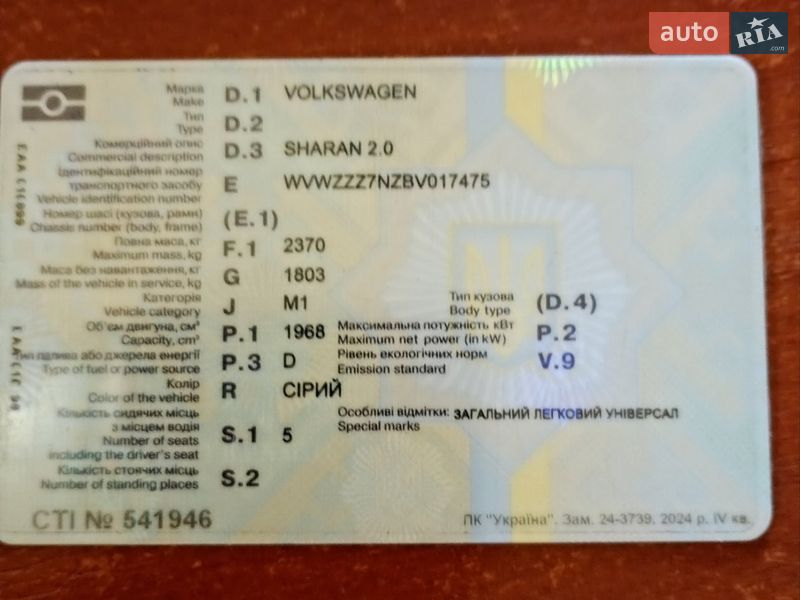 auto RIA .com
Марка
Make D.1 VOLKSWAGEN
Тип
Type D.2
Комерційний опис
Commercial description D.3 SHARAN 2.0
Ідентифікаційний номер
транспортного засобу
Vehicle identification number E WVWZZZ7NZBV017475
Номер шасі (кузова, рами)
Chassis number (body, frame) (E.1)
Повна маса, кг
Maximum mass, kg F.1 2370
Маса без навантаження, кг
Mass of the vehicle in service, kg G 1803
Категорія
Vehicle category J M1
Тип кузова
Body type (D.4)
Об'єм двигуна, см³
Capacity, cm³ P.1 1968
Максимальна потужність кВт
Maximum net power (in kW) P.2
Тип палива або джерела енергії
Type of fuel or power source P.3 D
Рівень екологічних норм
Emission standard V.9
Колір
Color of the vehicle R СІРИЙ
Кількість сидячих місць
з місцем водія
Number of seats
including the driver's seat S.1 5
Особливі відмітки: ЗАГАЛЬНИЙ ЛЕГКОВИЙ УНІВЕРСАЛ
Special marks
Кількість стоячих місць
Number of standing places S.2
СТІ № 541946
ПК "Україна". Зам. 24-3739. 2024 р. IV кв.